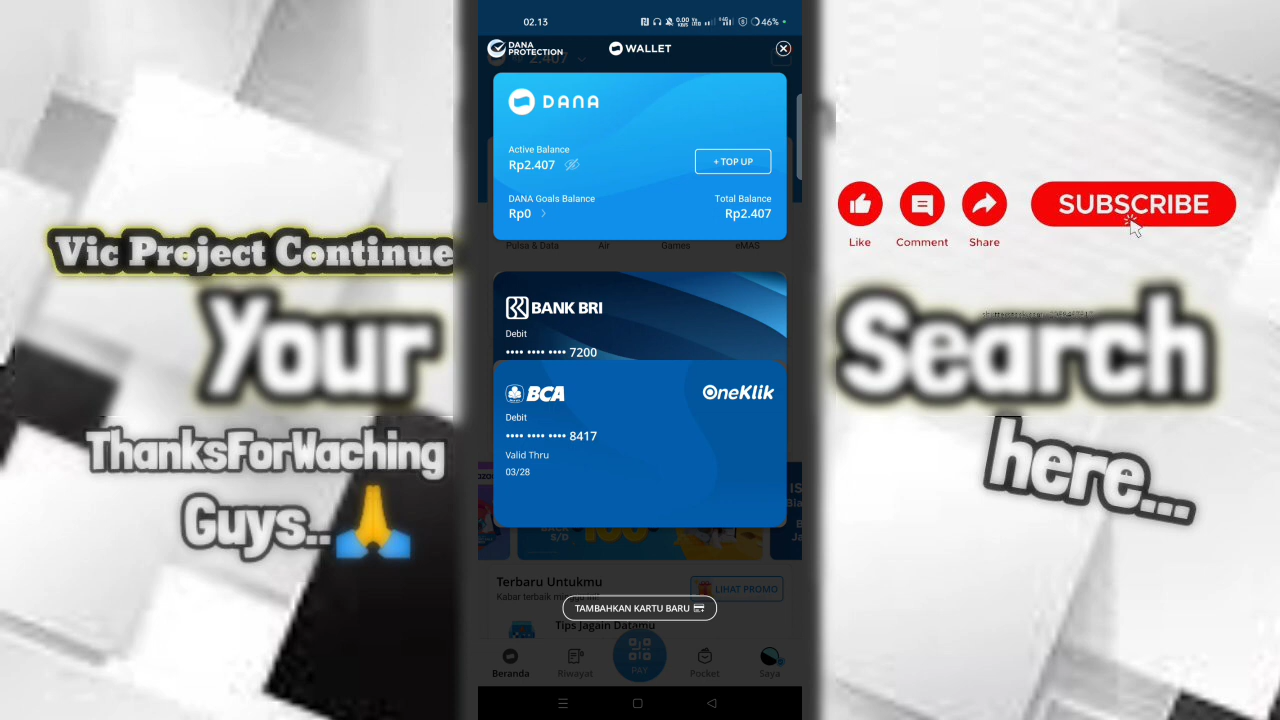 Vic Project Continue
Your
ThanksForWaching
Guys..🙏
02.13
46%
DANA
PROTECTION
WALLET
2.407
DANA
Active Balance
Rp2.407
+ TOP UP
DANA Goals Balance
Total Balance
Rp0
Rp2.407
Pulsa & Data
Air
Games
eMAS
BANK BRI
Debit
•••• •••• •••• 7200
BCA
OneKlik
Debit
•••• •••• •••• 8417
Valid Thru
03/28
S/D
Terbaru Untukmu
LIHAT PROMO
TAMBAHKAN KARTU BARU
Tips Jagain Datamu
Beranda
Riwayat
PAY
Pocket
Saya
SUBSCRIBE
Like
Comment
Share
Search
here...